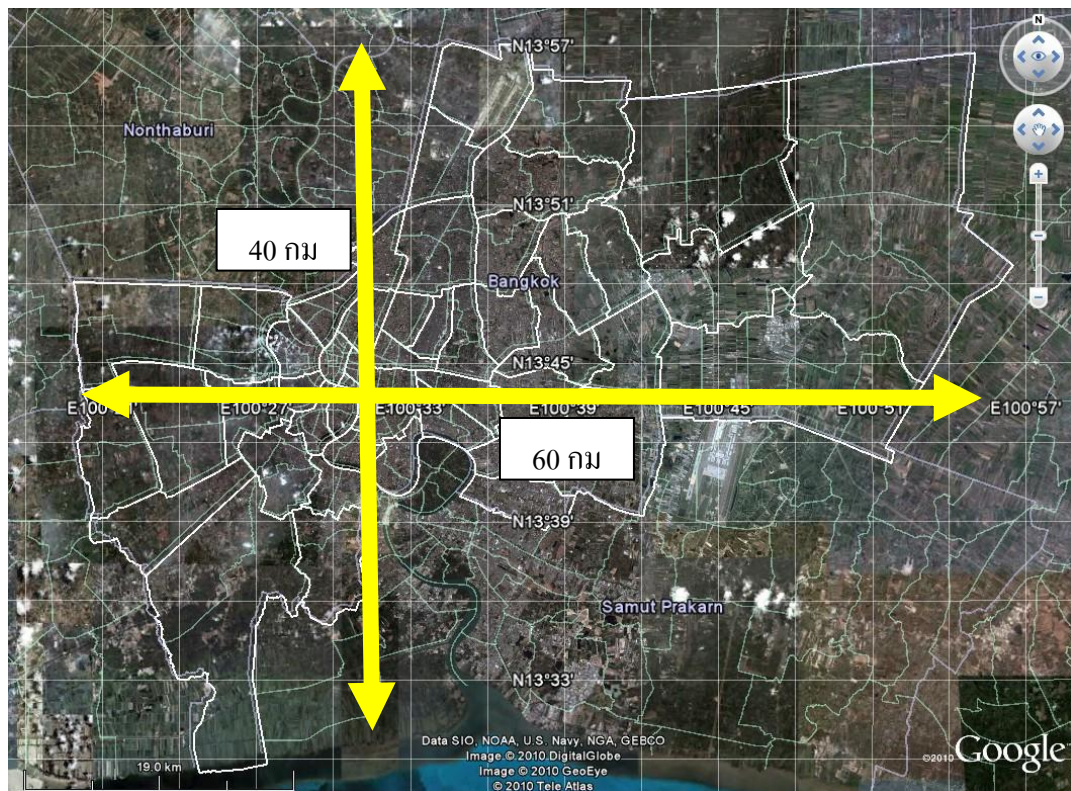 N
N13°57'
Nonthaburi
N13°51'
40 กม
Bangkok
N13°45'
E100°27'
E100°33'
E100°39'
E100°45'
E100°51'
E100°57'
60 กม
N13°39'
Samut Prakarn
N13°33'
Data SIO, NOAA, U.S. Navy, NGA, GEBCO
Image © 2010 DigitalGlobe
Image © 2010 GeoEye
© 2010 Tele Atlas
19.0 km
©2010 Google